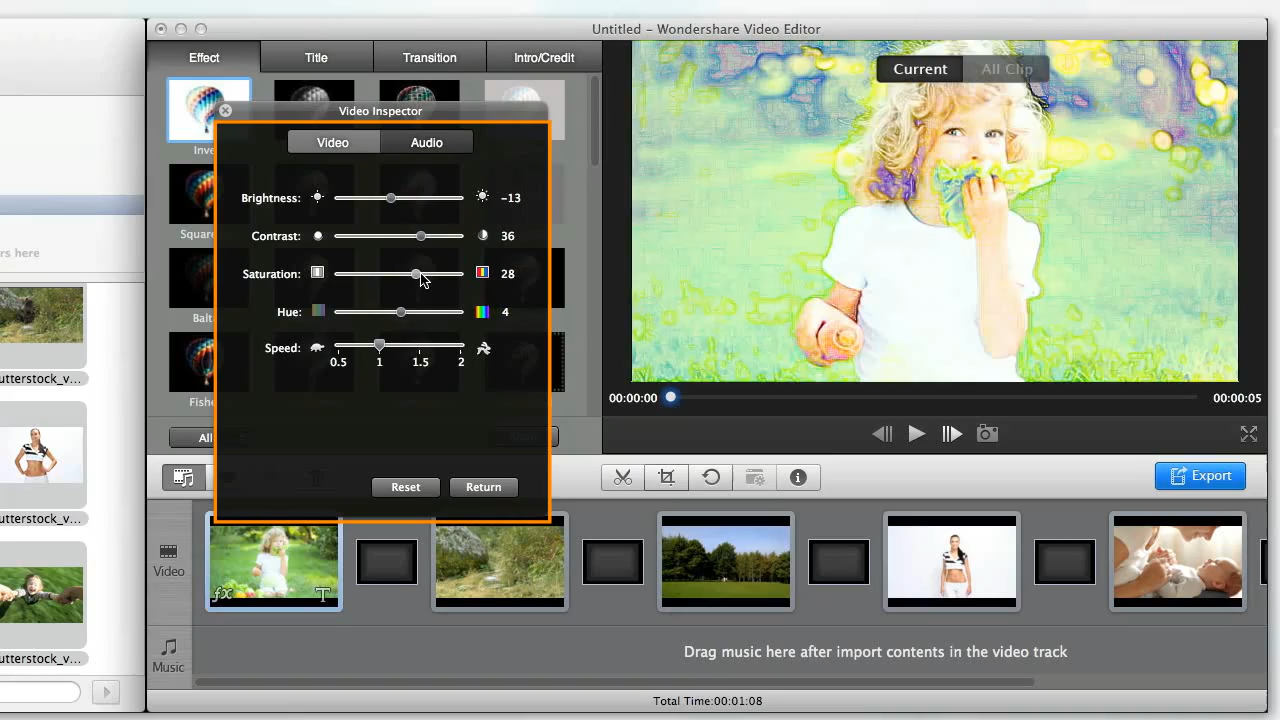 Untitled – Wondershare Video Editor
Effect
Title
Transition
Intro/Credit
Current
All Clip
Video Inspector
Video
Audio
Inve
Brightness:
-13
Squar
Contrast:
36
Saturation:
28
Hue:
4
Balt
Speed:
0.5
1
1.5
2
Fishe
All
Reset
Return
00:00:00
00:00:05
Export
rs here
utterstock_v...
utterstock_v...
utterstock_v...
Video
fx
T
Music
Drag music here after import contents in the video track
Total Time:00:01:08